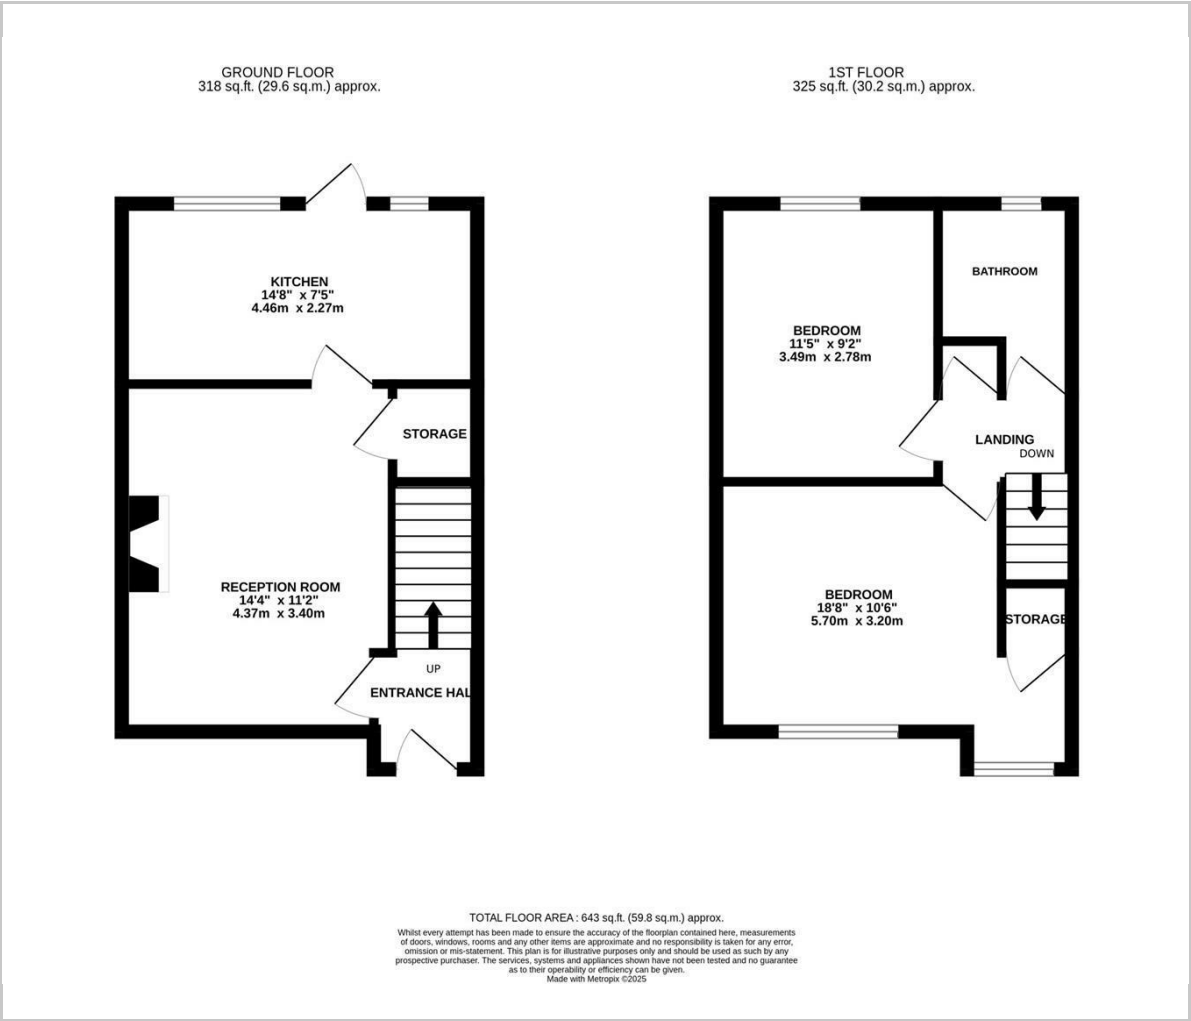 GROUND FLOOR
318 sq.ft. (29.6 sq.m.) approx.
1ST FLOOR
325 sq.ft. (30.2 sq.m.) approx.
KITCHEN
14'8" x 7'5"
4.46m x 2.27m
STORAGE
RECEPTION ROOM
14'4" x 11'2"
4.37m x 3.40m
UP
ENTRANCE HAL
BATHROOM
BEDROOM
11'5" x 9'2"
3.49m x 2.78m
LANDING
DOWN
BEDROOM
18'8" x 10'6"
5.70m x 3.20m
STORAGE
TOTAL FLOOR AREA : 643 sq.ft. (59.8 sq.m.) approx.
Whilst every attempt has been made to ensure the accuracy of the floorplan contained here, measurements
of doors, windows, rooms and any other items are approximate and no responsibility is taken for any error,
omission or mis-statement. This plan is for illustrative purposes only and should be used as such by any
prospective purchaser. The services, systems and appliances shown have not been tested and no guarantee
as to their operability or efficiency can be given.
Made with Metropix ©2025